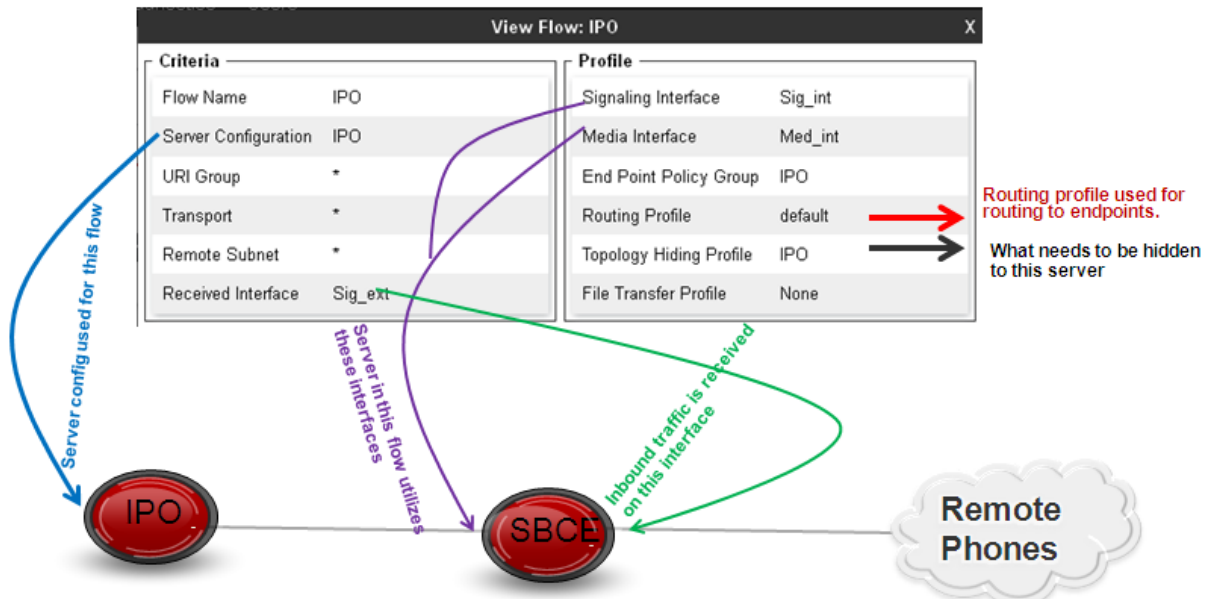 View Flow: IPO X
Criteria
Flow Name IPO
Server Configuration IPO
URI Group *
Transport *
Remote Subnet *
Received Interface Sig_ext
Profile
Signaling Interface Sig_int
Media Interface Med_int
End Point Policy Group IPO
Routing Profile default
Topology Hiding Profile IPO
File Transfer Profile None
Routing profile used for
routing to endpoints.
What needs to be hidden
to this server
Server config used for this flow
Server in this flow utilizes
these interfaces
Inbound traffic is received
on this interface
IPO
SBCE
Remote
Phones